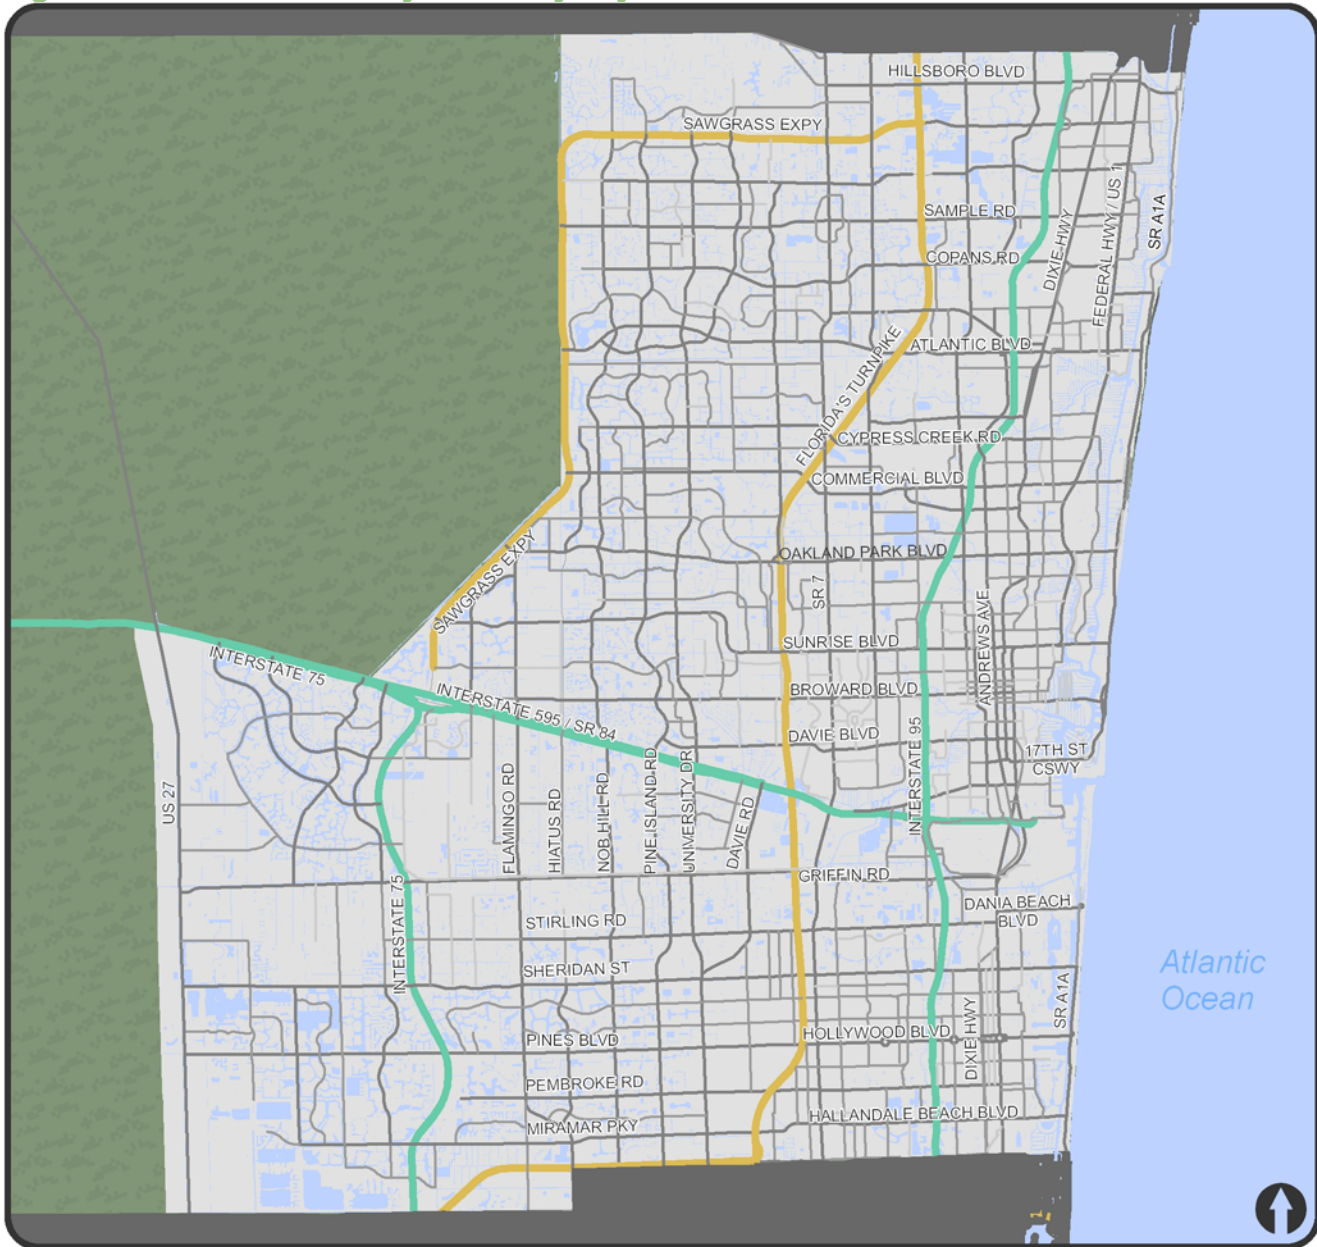 HILLSBORO BLVD
SAWGRASS EXPY
SAMPLE RD
SR A1A
FEDERAL HWY / US 1
DIXIE HWY
COPANS RD
ATLANTIC BLVD
FLORIDA'S TURNPIKE
CYPRESS CREEK RD
COMMERCIAL BLVD
OAKLAND PARK BLVD
SAWGRASS EXPY
SR 7
ANDREWS AVE
SUNRISE BLVD
INTERSTATE 75
INTERSTATE 595 / SR 84
BROWARD BLVD
DAVIE BLVD
INTERSTATE 95
17TH ST
CSWY
US 27
FLAMINGO RD
HIATUS RD
NOB HILL RD
PINE ISLAND RD
UNIVERSITY DR
DAVIE RD
GRIFFIN RD
DANIA BEACH
BLVD
STIRLING RD
INTERSTATE 75
SHERIDAN ST
Atlantic
Ocean
SR A1A
HOLLYWOOD BLVD
DIXIE HWY
PINES BLVD
PEMBROKE RD
HALLANDALE BEACH BLVD
MIRAMAR PKY